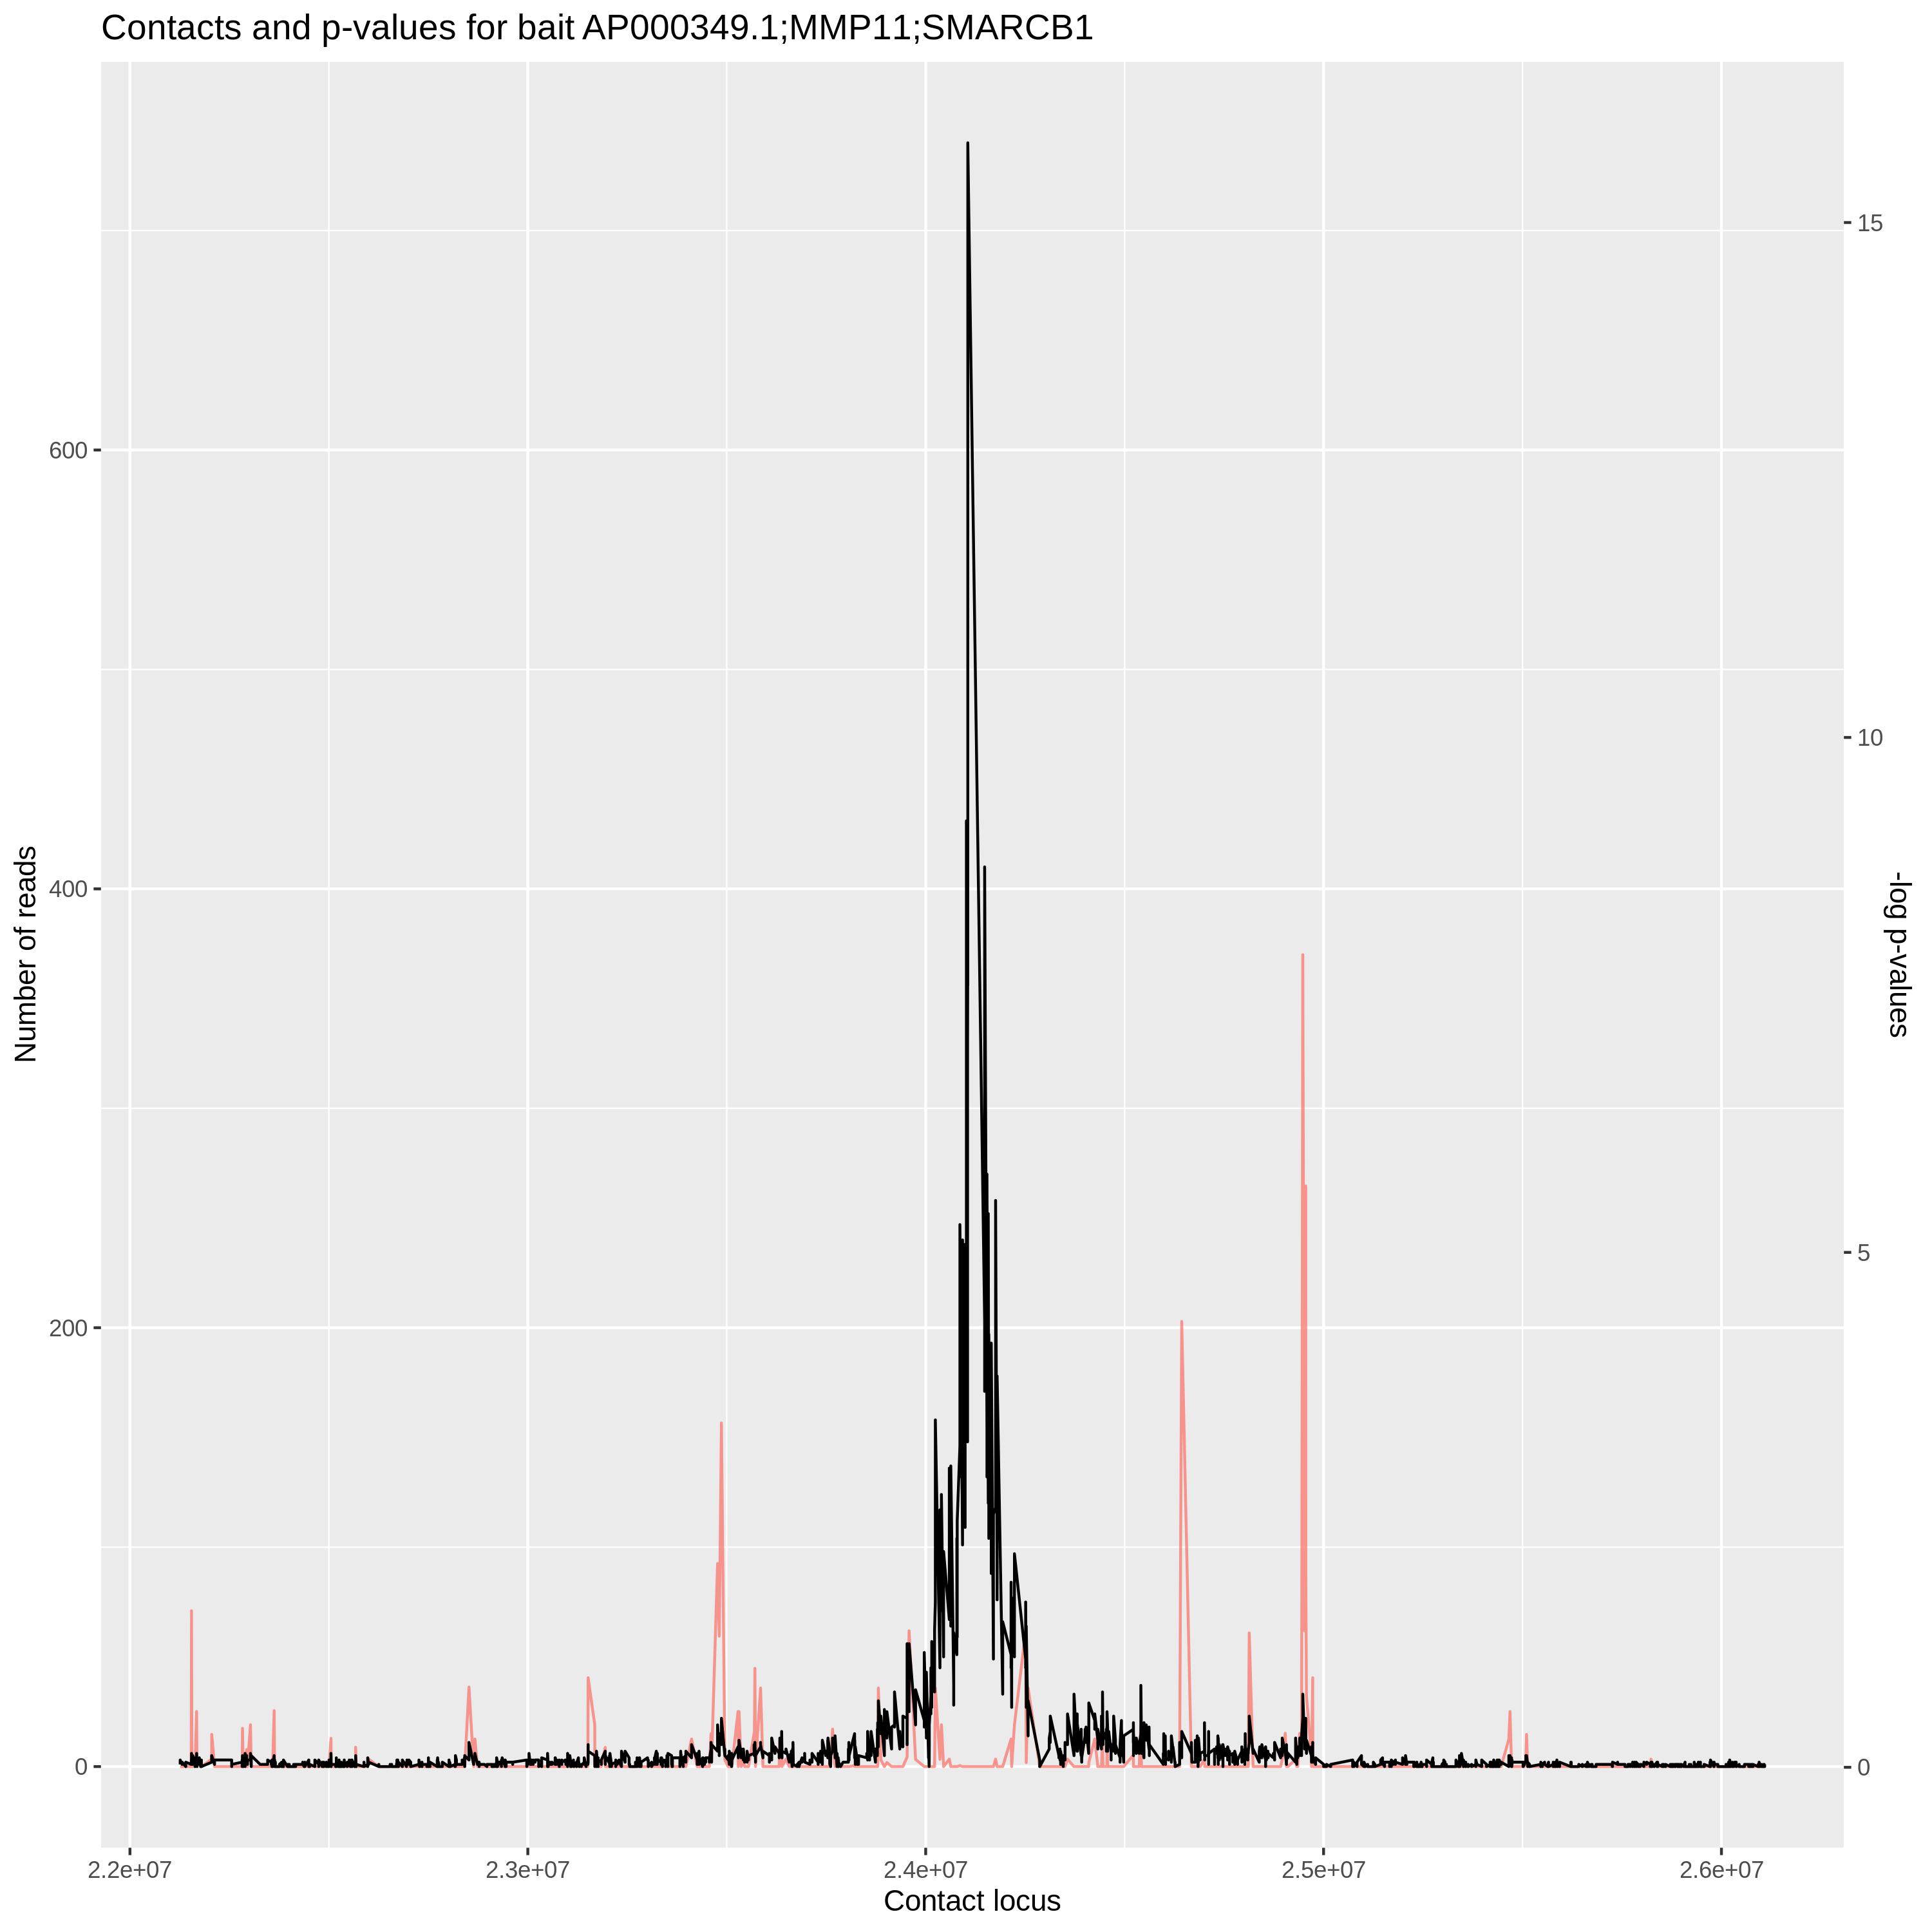 Contacts and p-values for bait AP000349.1;MMP11;SMARCB1
15
600
10
Number of reads
400
-log p-values
5
200
0
0
2.2e+07
2.3e+07
2.4e+07
2.5e+07
2.6e+07
Contact locus